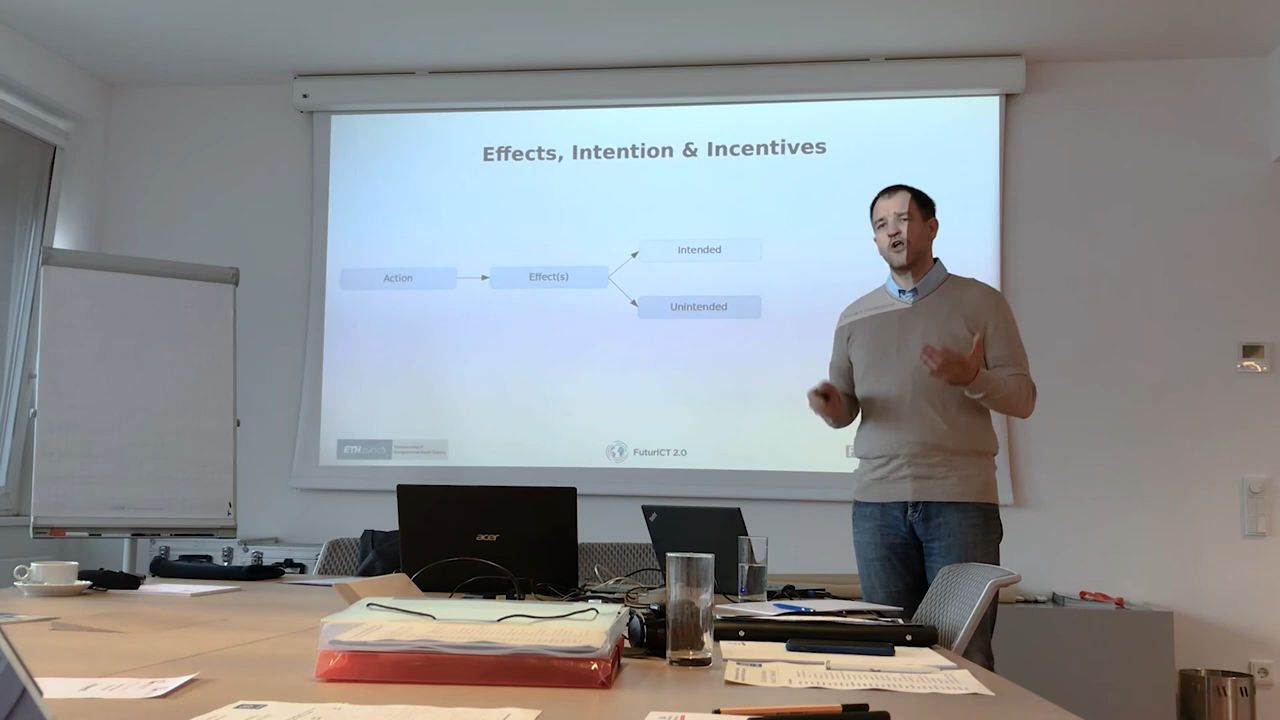 Effects, Intention & Incentives
Intended
Action
Effect(s)
Unintended
ETH zürich
FuturICT 2.0
acer